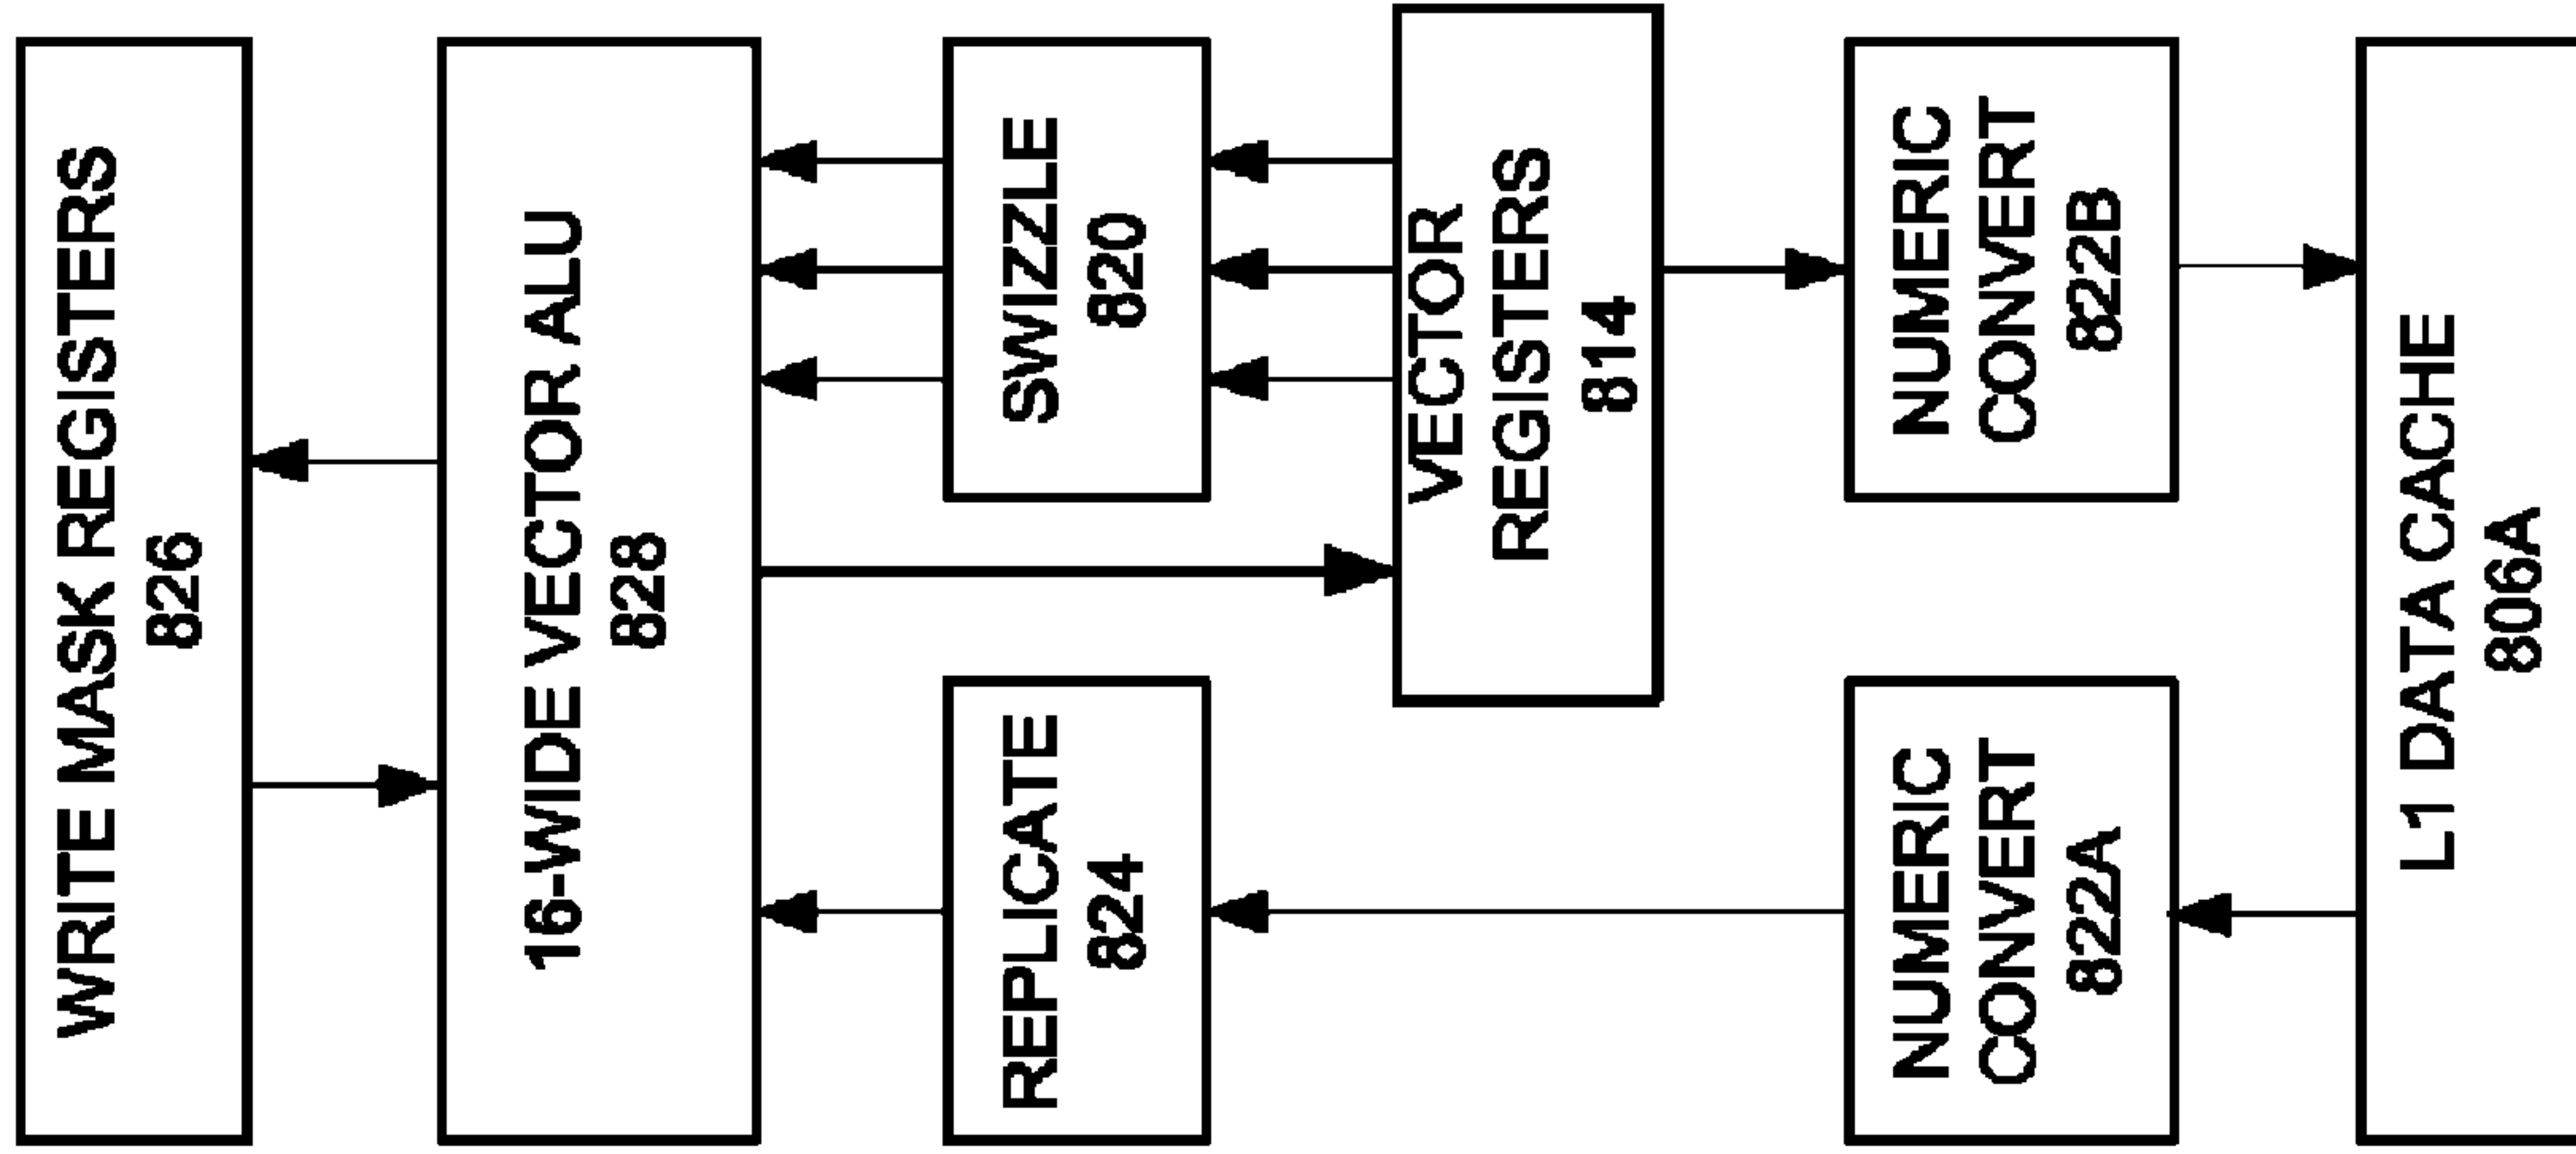 WRITE MASK REGISTERS
826
16-WIDE VECTOR ALU
828
REPLICATE
824
SWIZZLE
820
VECTOR
REGISTERS
814
NUMERIC
CONVERT
822A
NUMERIC
CONVERT
822B
L1 DATA CACHE
806A